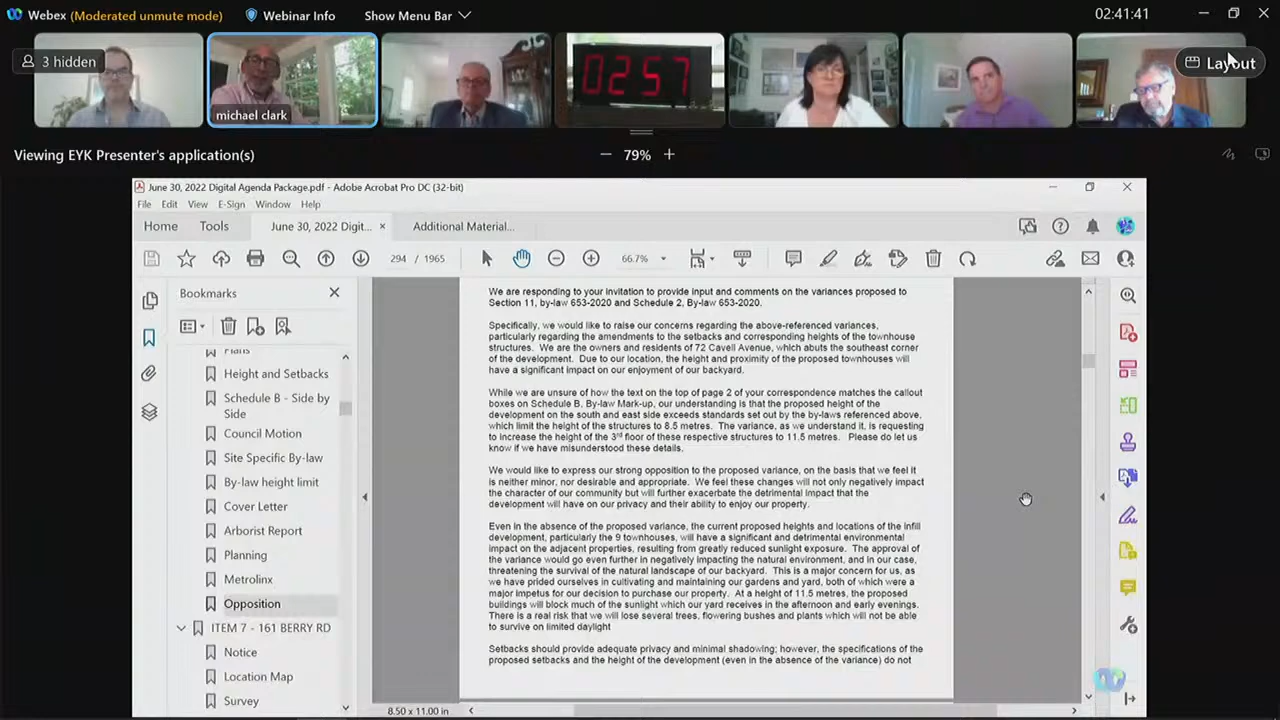 Webex (Moderated unmute mode) Webinar Info Show Menu Bar 02:41:41
3 hidden
michael clark
02 57
Layout
Viewing EYK Presenter's application(s)
79%
June 30, 2022 Digital Agenda Package.pdf - Adobe Acrobat Pro DC (32-bit)
File Edit View E-Sign Window Help
Home Tools June 30, 2022 Digit... Additional Material...
294 / 1965 66.7%
Bookmarks
Plans
Height and Setbacks
Schedule B - Side by
Side
Council Motion
Site Specific By-law
By-law height limit
Cover Letter
Arborist Report
Planning
Metrolinx
Opposition
ITEM 7 - 161 BERRY RD
Notice
Location Map
Survey
We are responding to your invitation to provide input and comments on the variances proposed to
Section 11, by-law 653-2020 and Schedule 2, By-law 653-2020.
Specifically, we would like to raise our concerns regarding the above-referenced variances,
particularly regarding the amendments to the setbacks and corresponding heights of the townhouse
structures. We are the owners and residents of 72 Cavell Avenue, which abuts the southeast corner
of the development. Due to our location, the height and proximity of the proposed townhouses will
have a significant impact on our enjoyment of our backyard.
While we are unsure of how the text on the top of page 2 of your correspondence matches the callout
boxes on Schedule B, By-law Mark-up, our understanding is that the proposed height of the
development on the south and east side exceeds standards set out by the by-laws referenced above,
which limit the height of the structures to 8.5 metres. The variance, as we understand it, is requesting
to increase the height of the 3rd floor of these respective structures to 11.5 metres. Please do let us
know if we have misunderstood these details.
We would like to express our strong opposition to the proposed variance, on the basis that we feel it
is neither minor, nor desirable and appropriate. We feel these changes will not only negatively impact
the character of our community but will further exacerbate the detrimental impact that the
development will have on our privacy and their ability to enjoy our property.
Even in the absence of the proposed variance, the current proposed heights and locations of the infill
development, particularly the 9 townhouses, will have a significant and detrimental environmental
impact on the adjacent properties, resulting from greatly reduced sunlight exposure. The approval of
the variance would go even further in negatively impacting the natural environment, and in our case,
threatening the survival of the natural landscape of our backyard. This is a major concern for us, as
we have prided ourselves in cultivating and maintaining our gardens and yard, both of which were a
major impetus for our decision to purchase our property. At a height of 11.5 metres, the proposed
buildings will block much of the sunlight which our yard receives in the afternoon and early evenings.
There is a real risk that we will lose several trees, flowering bushes and plants which will not be able
to survive on limited daylight
Setbacks should provide adequate privacy and minimal shadowing; however, the specifications of the
proposed setbacks and the height of the development (even in the absence of the variance) do not
8.50 x 11.00 in